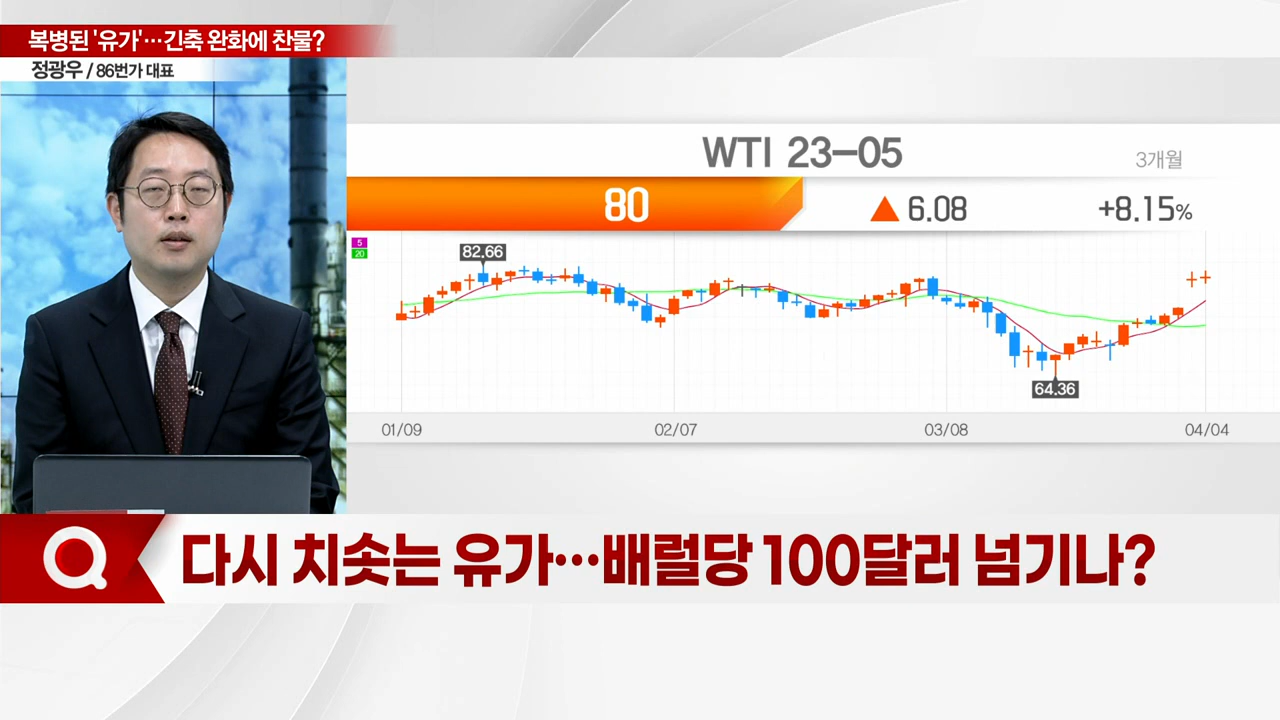 복병된 '유가'…긴축 완화에 찬물?
정광우 / 86번가 대표
WTI 23-05
3개월
80 ▲ 6.08 +8.15%
5
20
82.66
64.36
01/09 02/07 03/08 04/04
Q 다시 치솟는 유가…배럴당 100달러 넘기나?